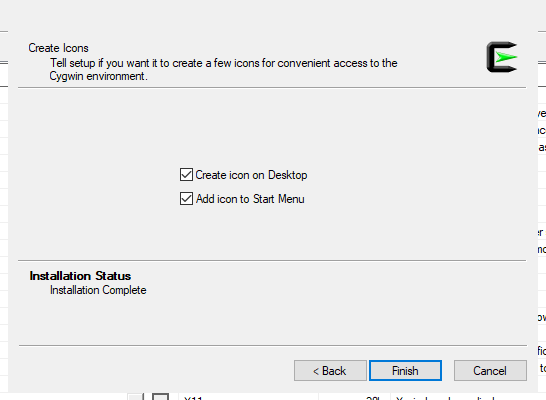 Create Icons
Tell setup if you want it to create a few icons for convenient access to the
Cygwin environment.
Create icon on Desktop
Add icon to Start Menu
Installation Status
Installation Complete
< Back
Finish
Cancel